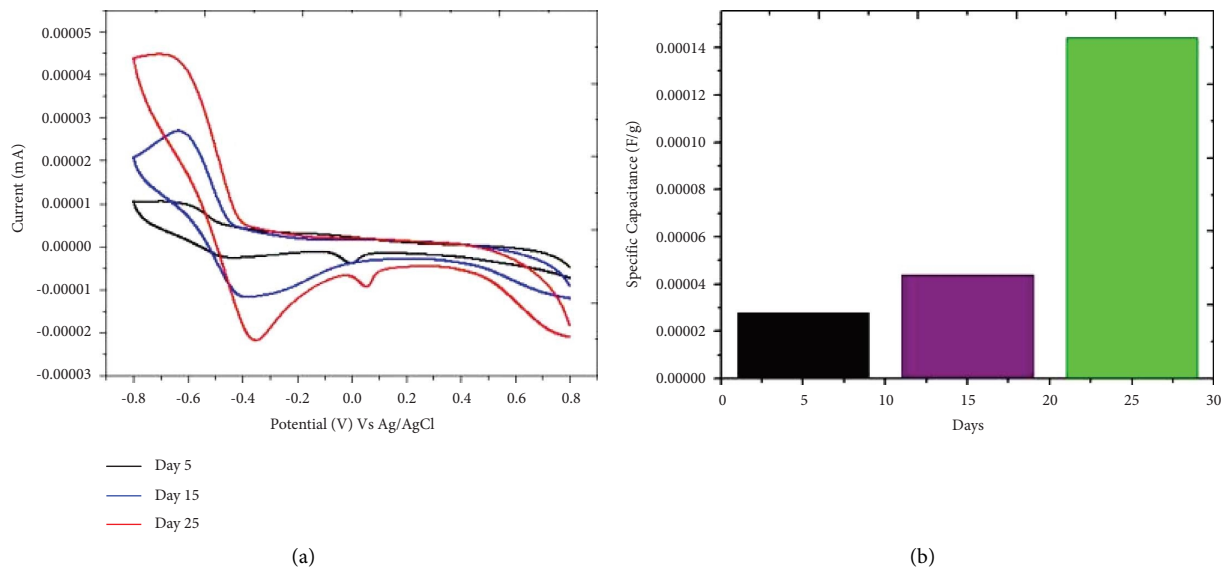 0.00005
0.00004
0.00003
0.00002
0.00001
0.00000
-0.00001
-0.00002
-0.00003
Current (mA)
-0.8 -0.6 -0.4 -0.2 0.0 0.2 0.4 0.6 0.8
Potential (V) Vs Ag/AgCl
Day 5
Day 15
Day 25
(a)
0.00014
0.00012
0.00010
0.00008
0.00006
0.00004
0.00002
0.00000
Specific Capacitance (F/g)
0 5 10 15 20 25 30
Days
(b)